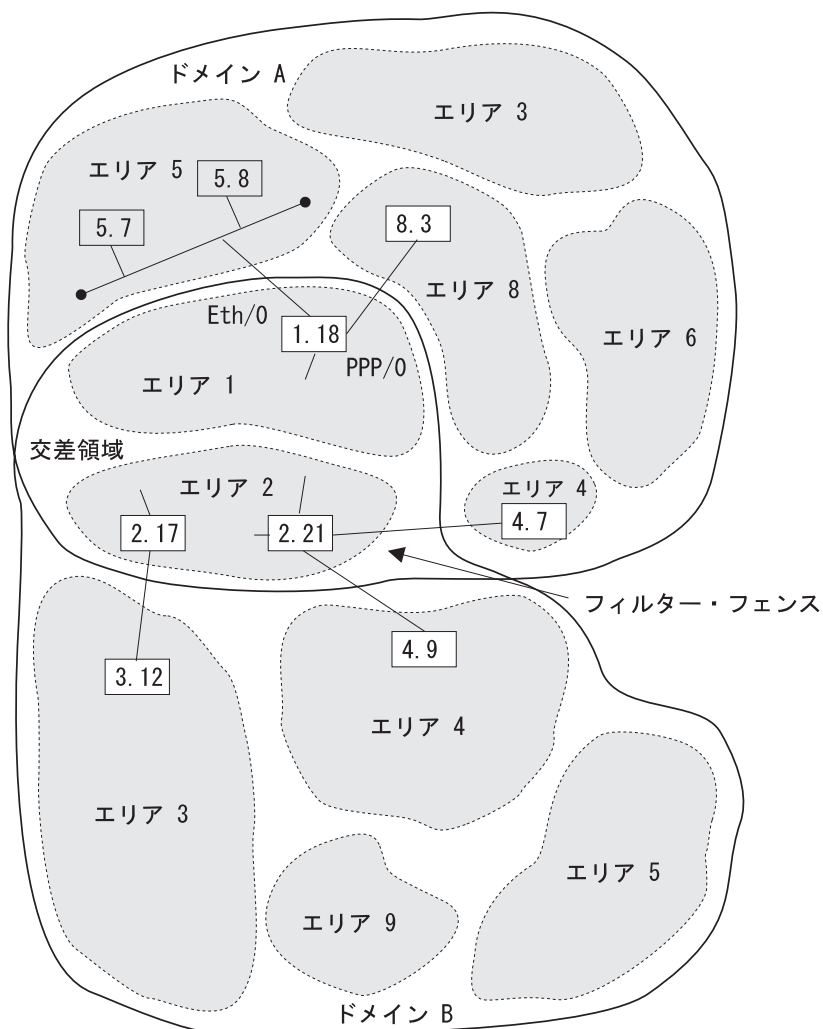 ドメイン A
エリア 3
エリア 5
5.8
5.7
8.3
エリア 8
Eth/0
1.18
エリア 6
PPP/0
エリア 1
交差領域
エリア 2
エリア 4
2.17
2.21
4.7
フィルター・フェンス
4.9
3.12
エリア 4
エリア 3
エリア 5
エリア 9
ドメイン B